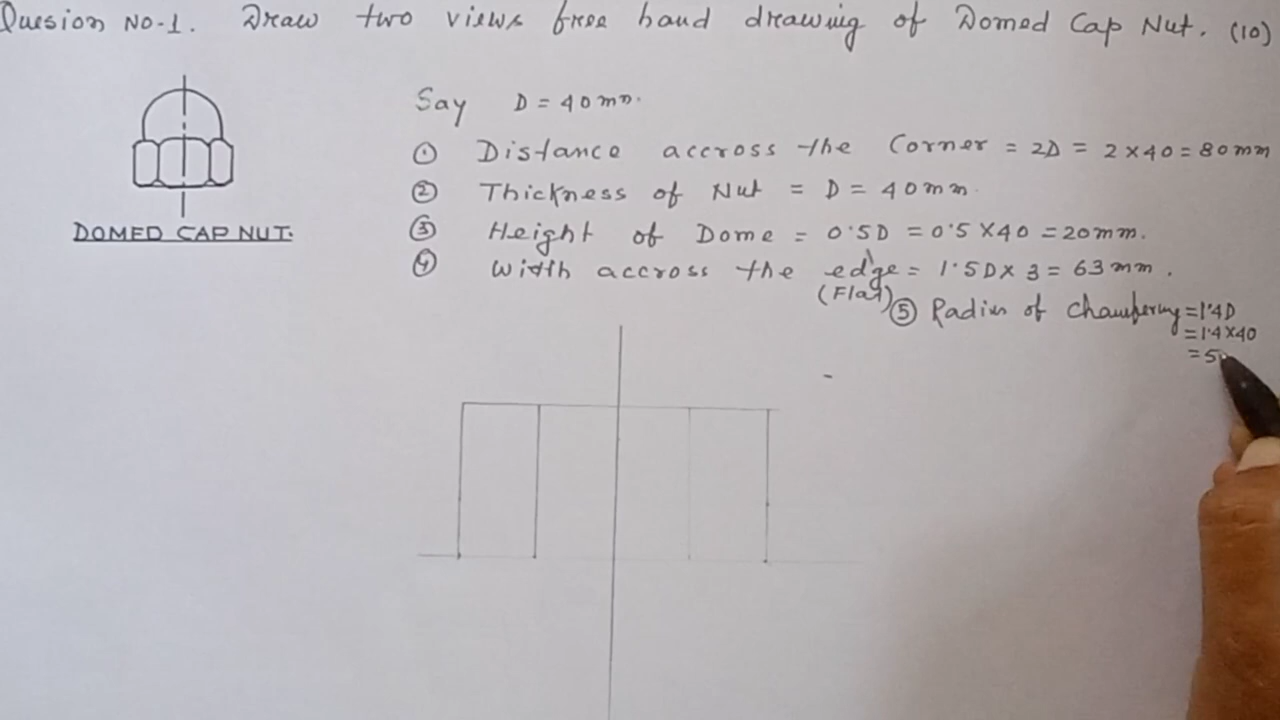 Quesion No-1. Draw two views free hand drawing of Domed Cap Nut. (10)
Say D = 40mm.
① Distance accross the Corner = 2D = 2 x 40 = 80mm
② Thickness of Nut = D = 40mm.
③ Height of Dome = 0.5D = 0.5 X 40 = 20mm.
④ Width accross the edge = 1.5D X 3 = 63mm.
(Flat)
⑤ Radius of Chamfering = 1.4D
= 1.4 X 40
= 5
DOMED CAP NUT.